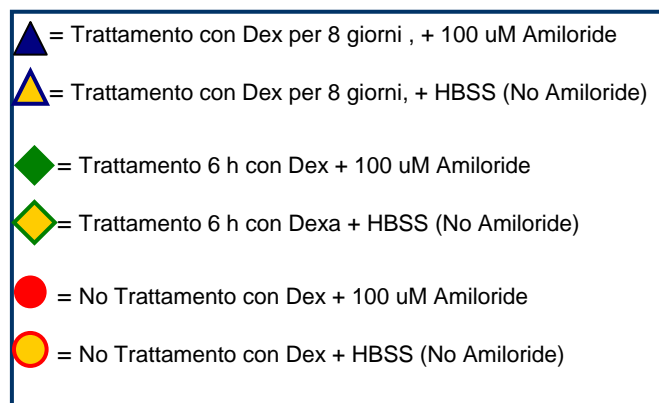 = Trattamento con Dex per 8 giorni , + 100 uM Amiloride
= Trattamento con Dex per 8 giorni, + HBSS (No Amiloride)
= Trattamento 6 h con Dex + 100 uM Amiloride
= Trattamento 6 h con Dexa + HBSS (No Amiloride)
= No Trattamento con Dex + 100 uM Amiloride
= No Trattamento con Dex + HBSS (No Amiloride)